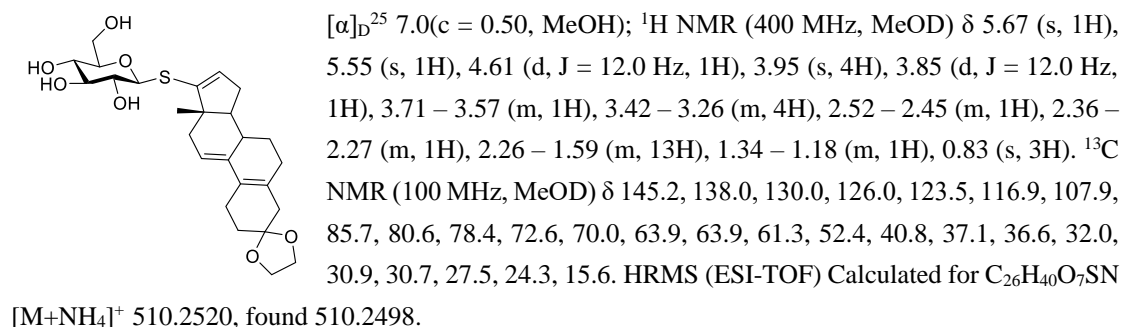 OH
HO
HO
O
S
OH
O
O
[α]D25 7.0(c = 0.50, MeOH); 1H NMR (400 MHz, MeOD) δ 5.67 (s, 1H),
5.55 (s, 1H), 4.61 (d, J = 12.0 Hz, 1H), 3.95 (s, 4H), 3.85 (d, J = 12.0 Hz,
1H), 3.71 – 3.57 (m, 1H), 3.42 – 3.26 (m, 4H), 2.52 – 2.45 (m, 1H), 2.36 –
2.27 (m, 1H), 2.26 – 1.59 (m, 13H), 1.34 – 1.18 (m, 1H), 0.83 (s, 3H). 13C
NMR (100 MHz, MeOD) δ 145.2, 138.0, 130.0, 126.0, 123.5, 116.9, 107.9,
85.7, 80.6, 78.4, 72.6, 70.0, 63.9, 63.9, 61.3, 52.4, 40.8, 37.1, 36.6, 32.0,
30.9, 30.7, 27.5, 24.3, 15.6. HRMS (ESI-TOF) Calculated for C26H40O7SN
[M+NH4]+ 510.2520, found 510.2498.